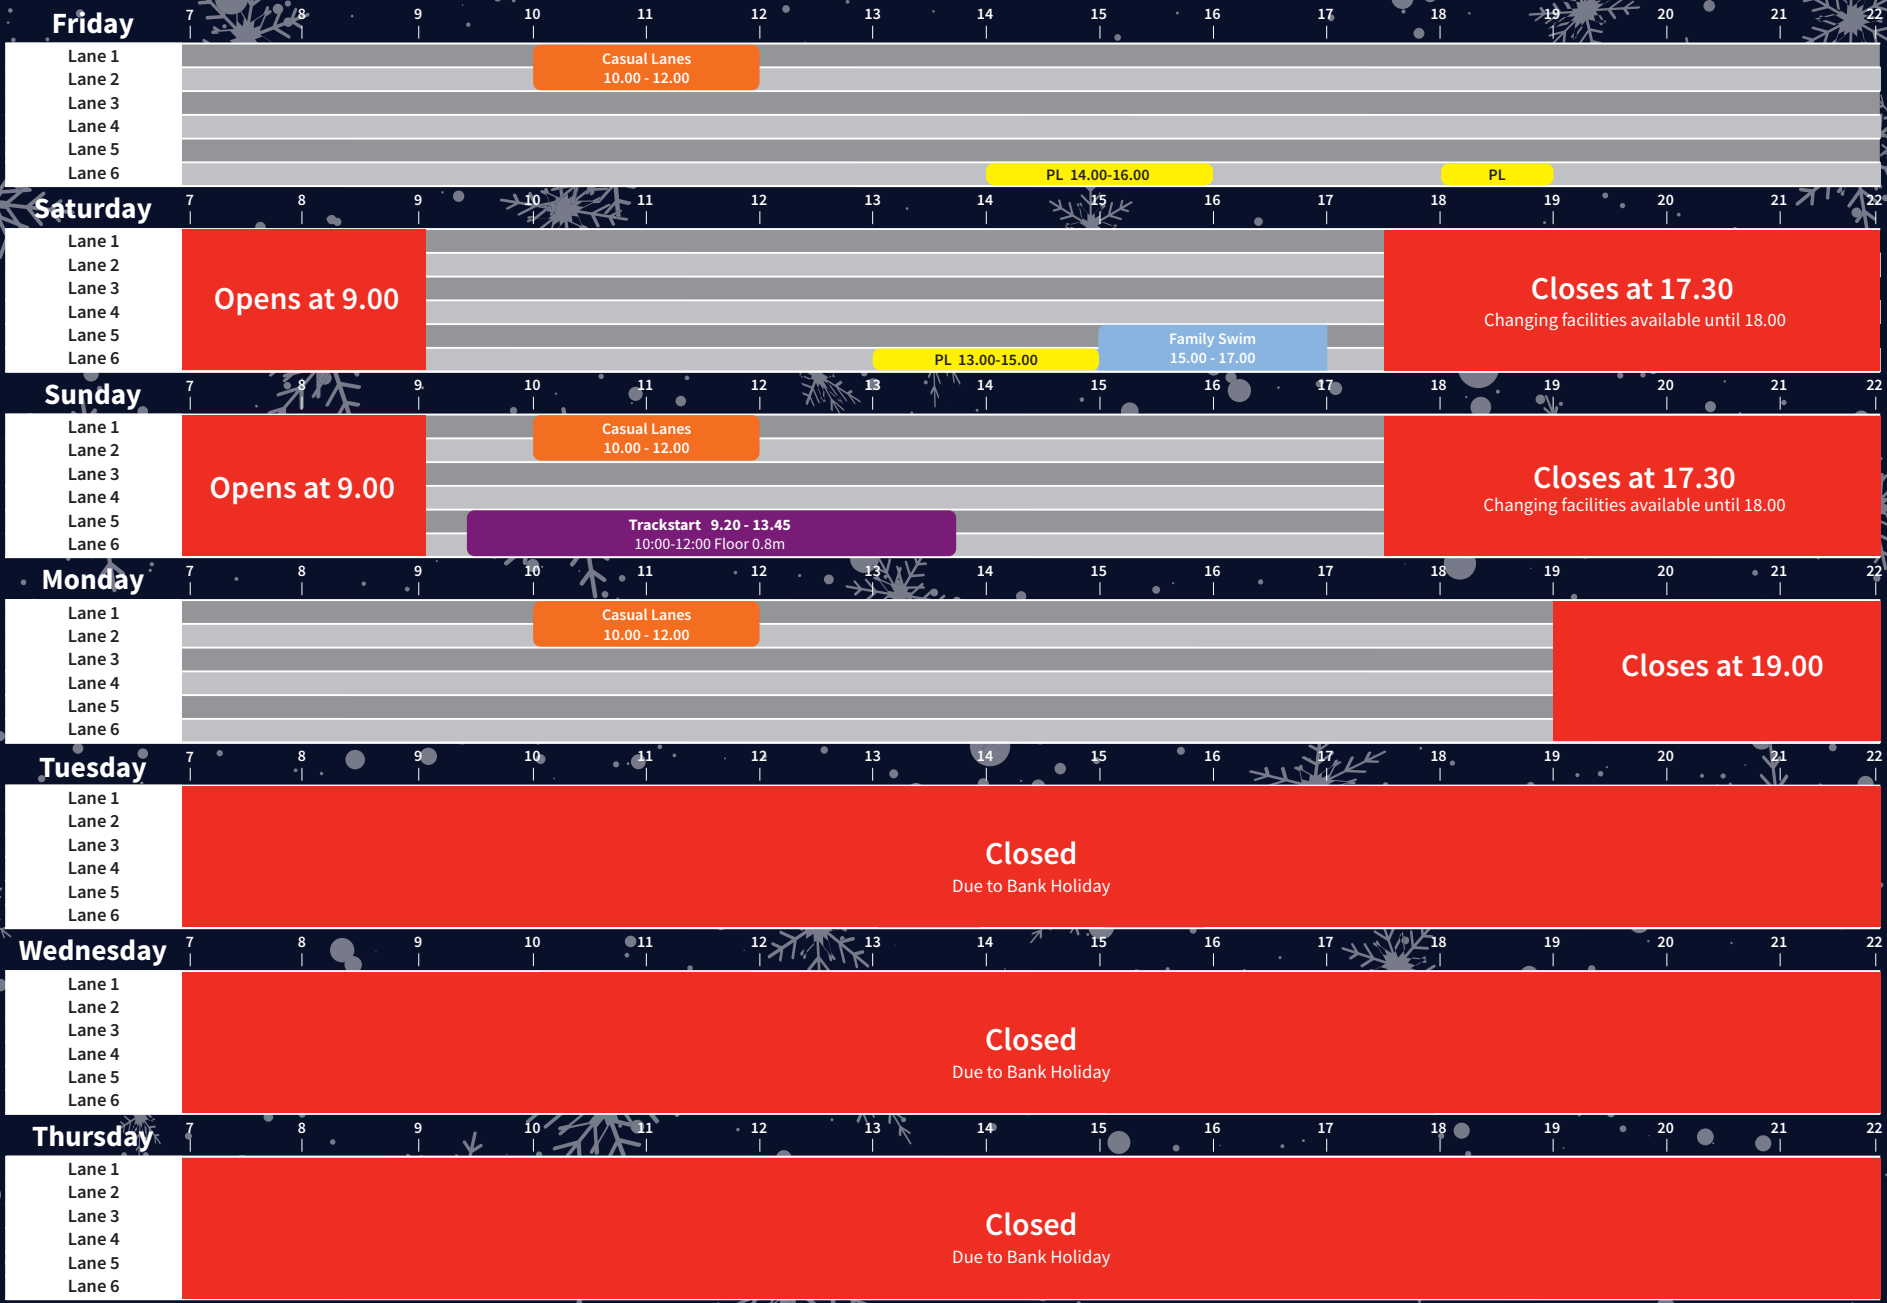 Friday 7 8 9 10 11 12 13 14 15 16 17 18 19 20 21 22
Lane 1
Lane 2
Lane 3
Lane 4
Lane 5
Lane 6
Casual Lanes
10.00 - 12.00
PL 14.00-16.00
PL
Saturday 7 8 9 10 11 12 13 14 15 16 17 18 19 20 21 22
Lane 1
Lane 2
Lane 3
Lane 4
Lane 5
Lane 6
Opens at 9.00
PL 13.00-15.00
Family Swim
15.00 - 17.00
Closes at 17.30
Changing facilities available until 18.00
Sunday 7 8 9 10 11 12 13 14 15 16 17 18 19 20 21 22
Lane 1
Lane 2
Lane 3
Lane 4
Lane 5
Lane 6
Opens at 9.00
Casual Lanes
10.00 - 12.00
Trackstart 9.20 - 13.45
10:00-12:00 Floor 0.8m
Closes at 17.30
Changing facilities available until 18.00
Monday 7 8 9 10 11 12 13 14 15 16 17 18 19 20 21 22
Lane 1
Lane 2
Lane 3
Lane 4
Lane 5
Lane 6
Casual Lanes
10.00 - 12.00
Closes at 19.00
Tuesday 7 8 9 10 11 12 13 14 15 16 17 18 19 20 21 22
Lane 1
Lane 2
Lane 3
Lane 4
Lane 5
Lane 6
Closed
Due to Bank Holiday
Wednesday 7 8 9 10 11 12 13 14 15 16 17 18 19 20 21 22
Lane 1
Lane 2
Lane 3
Lane 4
Lane 5
Lane 6
Closed
Due to Bank Holiday
Thursday 7 8 9 10 11 12 13 14 15 16 17 18 19 20 21 22
Lane 1
Lane 2
Lane 3
Lane 4
Lane 5
Lane 6
Closed
Due to Bank Holiday